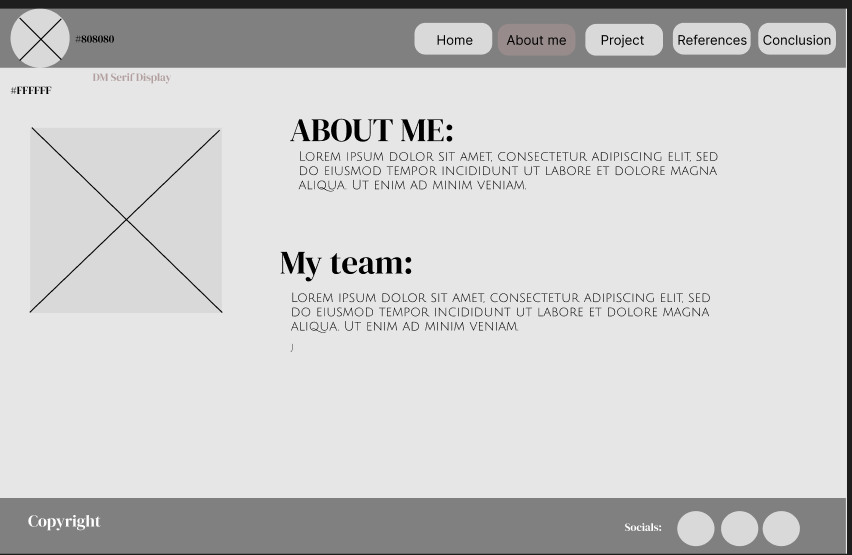 #808080
Home
About me
Project
References
Conclusion
DM Serif Display
#FFFFFF
ABOUT ME:
Lorem ipsum dolor sit amet, consectetur adipiscing elit, sed
do eiusmod tempor incididunt ut labore et dolore magna
aliqua. Ut enim ad minim veniam.
My team:
Lorem ipsum dolor sit amet, consectetur adipiscing elit, sed
do eiusmod tempor incididunt ut labore et dolore magna
aliqua. Ut enim ad minim veniam.
j
Copyright
Socials: